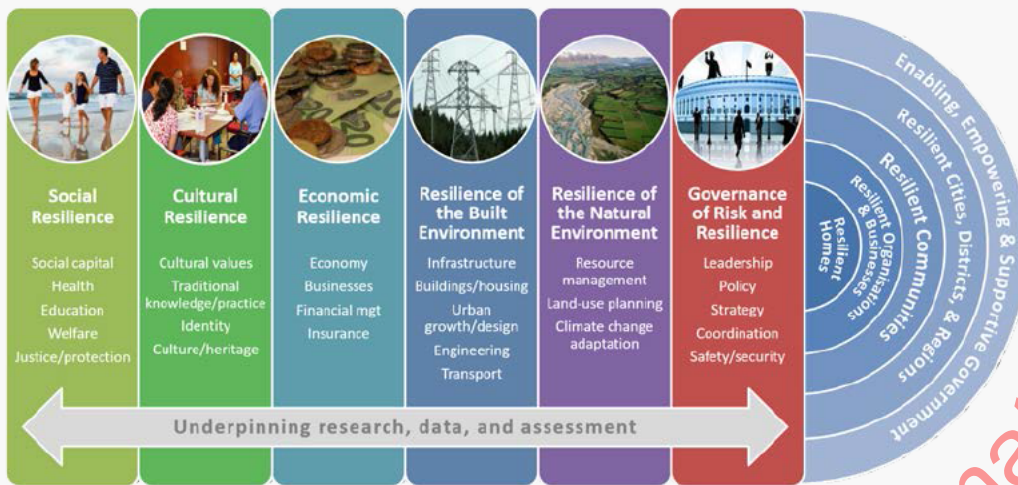 Social
Resilience
Social capital
Health
Education
Welfare
Justice/protection
Cultural
Resilience
Cultural values
Traditional
knowledge/practice
Identity
Culture/heritage
Economic
Resilience
Economy
Businesses
Financial mgt
Insurance
Resilience of
the Built
Environment
Infrastructure
Buildings/housing
Urban
growth/design
Engineering
Transport
Resilience of
the Natural
Environment
Resource
management
Land-use planning
Climate change
adaptation
Governance
of Risk and
Resilience
Leadership
Policy
Strategy
Coordination
Safety/security
Underpinning research, data, and assessment
Resilient
Homes
Resilient Organisations
& Businesses
Resilient Communities
Resilient Cities, Districts, & Regions
Enabling, Empowering & Supportive Government